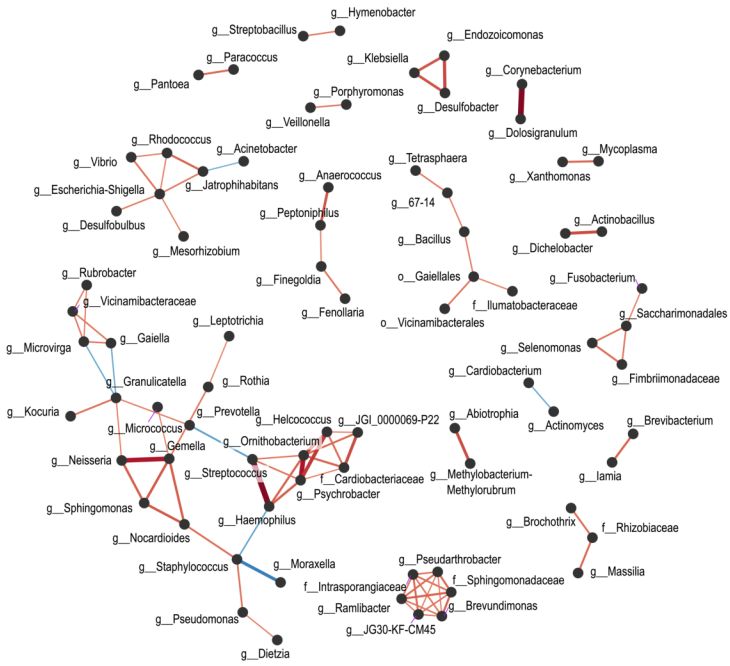 g__Hymenobacter
g__Streptobacillus
g__Endozoicomonas
g__Paracoccus
g__Klebsiella
g__Pantoea
g__Corynebacterium
g__Porphyromonas
g__Desulfobacter
g__Veillonella
g__Dolosigranulum
g__Rhodococcus
g__Acinetobacter
g__Mycoplasma
g__Vibrio
g__Tetrasphaera
g__Xanthomonas
g__Anaerococcus
g__Escherichia-Shigella
g__Jatrophihabitans
g__67-14
g__Peptoniphilus
g__Actinobacillus
g__Desulfobulbus
g__Bacillus
g__Dichelobacter
g__Mesorhizobium
o__Gaiellales
g__Rubrobacter
g__Finegoldia
g__Fusobacterium
g__Vicinamibacteraceae
f__Ilumatobacteraceae
g__Fenollaria
g__Saccharimonadales
g__Leptotrichia
o__Vicinamibacterales
g__Microvirga
g__Gaiella
g__Selenomonas
g__Cardiobacterium
g__Fimbriimonadaceae
g__Granulicatella
g__Rothia
g__Kocuria
g__Prevotella
g__Helcococcus
g__JGI_0000069-P22
g__Abiotrophia
g__Actinomyces
g__Brevibacterium
g__Micrococcus
g__Gemella
g__Ornithobacterium
g__Neisseria
g__Streptococcus
f__Cardiobacteriaceae
g__Methylobacterium-
Methylorubrum
g__Iamia
g__Psychrobacter
g__Sphingomonas
g__Haemophilus
g__Nocardioides
g__Brochothrix
f__Rhizobiaceae
g__Staphylococcus
g__Moraxella
g__Pseudarthrobacter
g__Massilia
f__Intrasporangiaceae
f__Sphingomonadaceae
g__Ramlibacter
g__Brevundimonas
g__Pseudomonas
g__JG30-KF-CM45
g__Dietzia